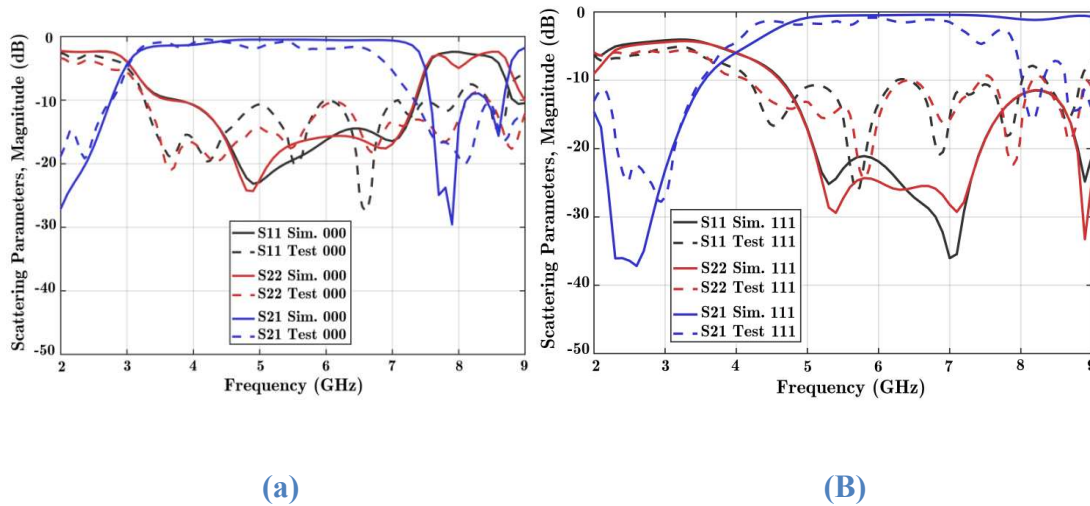 Scattering Parameters, Magnitude (dB)
0
-10
-20
-30
-40
-50
S11 Sim. 000
S11 Test 000
S22 Sim. 000
S22 Test 000
S21 Sim. 000
S21 Test 000
2 3 4 5 6 7 8 9
Frequency (GHz)
(a)
Scattering Parameters, Magnitude (dB)
0
-10
-20
-30
-40
-50
S11 Sim. 111
S11 Test 111
S22 Sim. 111
S22 Test 111
S21 Sim. 111
S21 Test 111
2 3 4 5 6 7 8 9
Frequency (GHz)
(B)